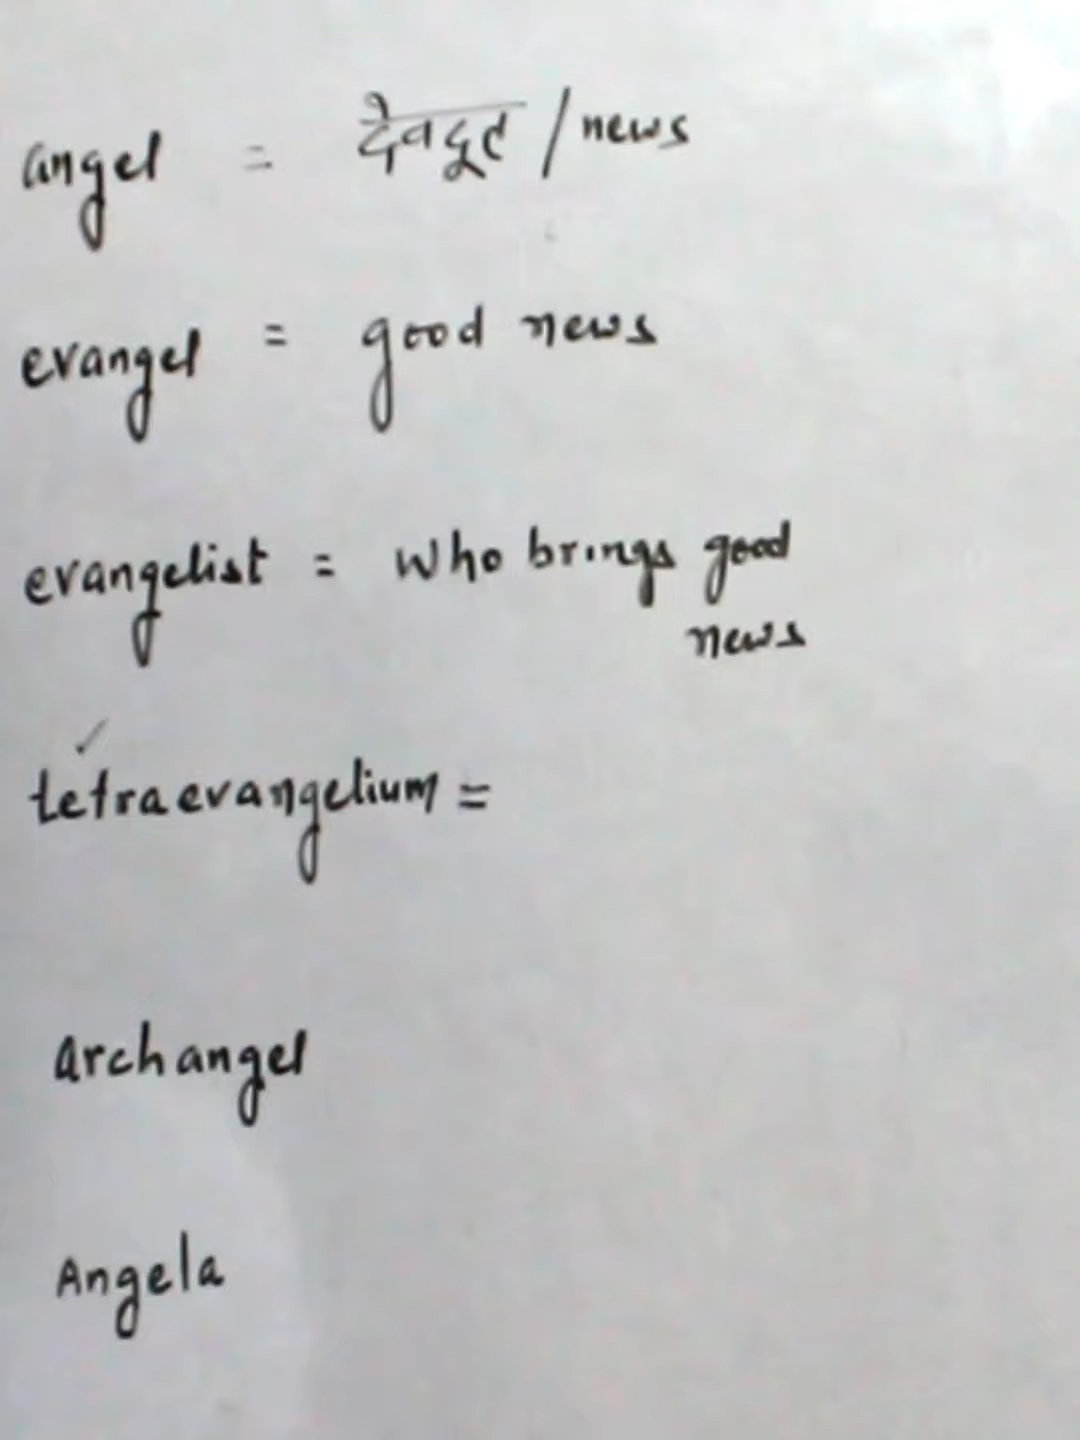 angel = देवदूत / news
evangel = good news
evangelist = who brings good
news
tetraevangelium =
Archangel
Angela